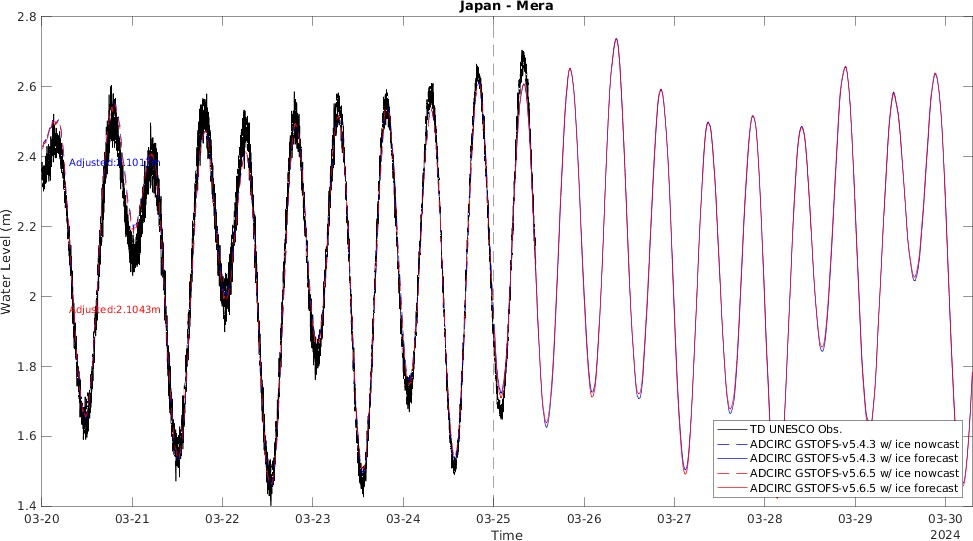 Japan - Mera
2.8
2.6
2.4
2.2
2
1.8
1.6
1.4
Water Level (m)
Adjusted:2.1043m
TD UNESCO Obs.
ADCIRC GSTOFS-v5.4.3 w/ ice nowcast
ADCIRC GSTOFS-v5.4.3 w/ ice forecast
ADCIRC GSTOFS-v5.6.5 w/ ice nowcast
ADCIRC GSTOFS-v5.6.5 w/ ice forecast
03-20 03-21 03-22 03-23 03-24 03-25 03-26 03-27 03-28 03-29 03-30
Time
2024